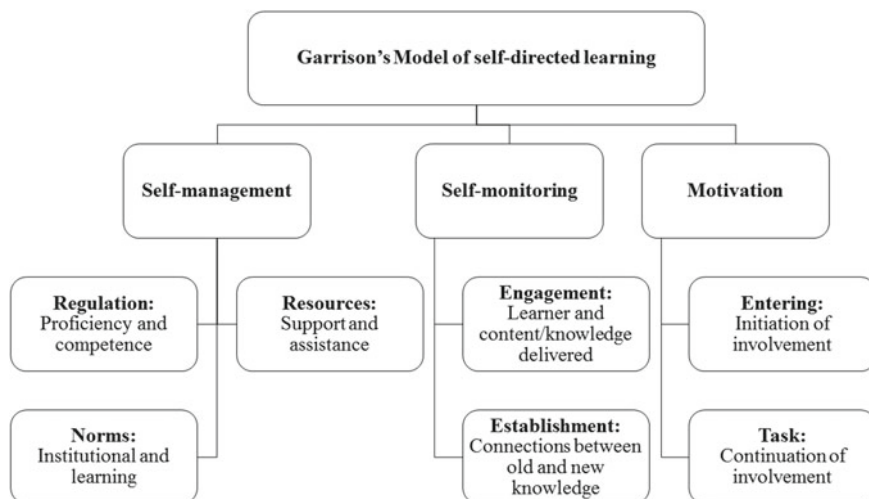 Garrison’s Model of self-directed learning
Self-management
Self-monitoring
Motivation
Regulation:
Proficiency and
competence
Resources:
Support and
assistance
Engagement:
Learner and
content/knowledge
delivered
Entering:
Initiation of
involvement
Norms:
Institutional and
learning
Establishment:
Connections between
old and new
knowledge
Task:
Continuation of
involvement